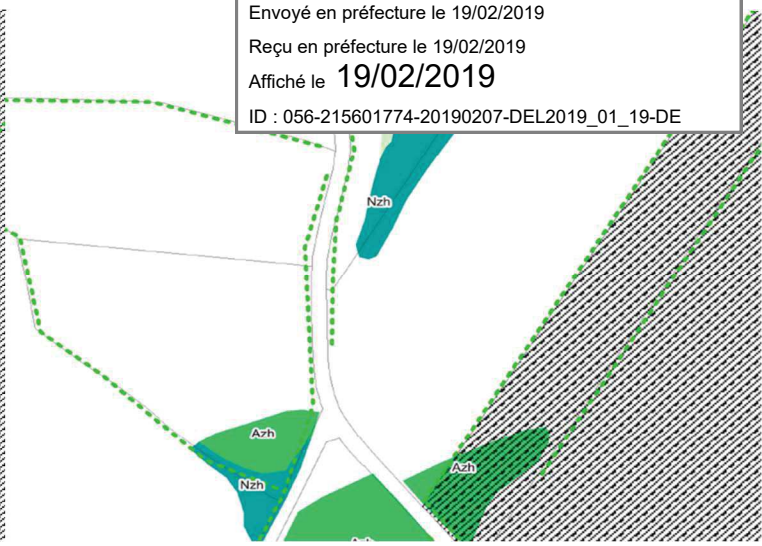 Envoyé en préfecture le 19/02/2019
Reçu en préfecture le 19/02/2019
Affiché le 19/02/2019
ID : 056-215601774-20190207-DEL2019_01_19-DE
Nzh
Azh
Nzh
Azh